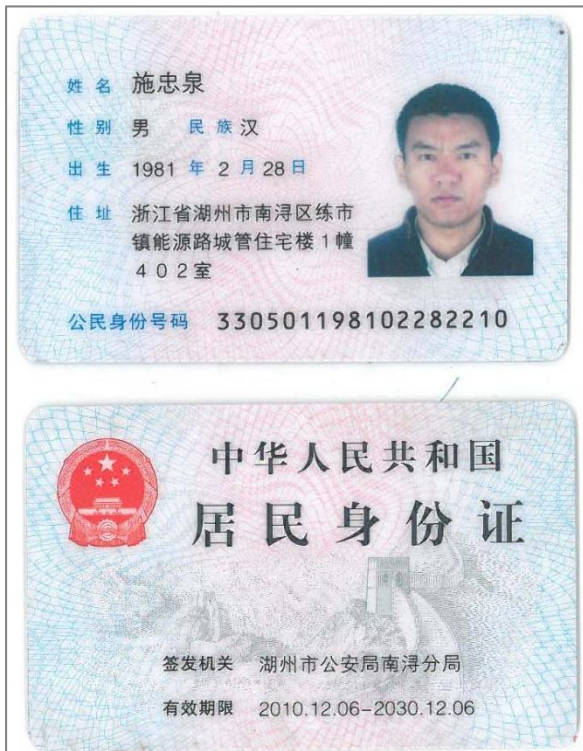 姓名 施忠泉
性别 男 民族 汉
出生 1981 年 2 月 28 日
住址 浙江省湖州市南浔区练市
镇能源路城管住宅楼1幢
402室
公民身份号码 330501198102282210
中华人民共和国
居民身份证
签发机关 湖州市公安局南浔分局
有效期限 2010.12.06-2030.12.06